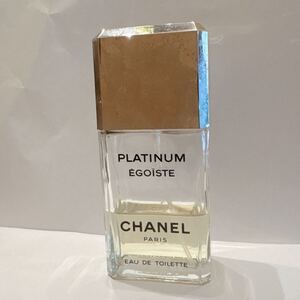 PLATINUM
ÉGOÏSTE
CHANEL
PARIS
EAU DE TOILETTE